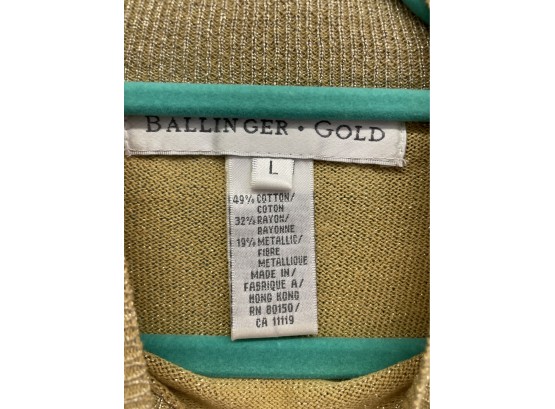 BALLINGER • GOLD
L
49% COTTON/
COTON
32% RAYON/
RAYONNE
19% METALLIC/
FIBRE
METALLIQUE
MADE IN/
FABRIQUE A/
HONG KONG
RN 80150/
CA 11119